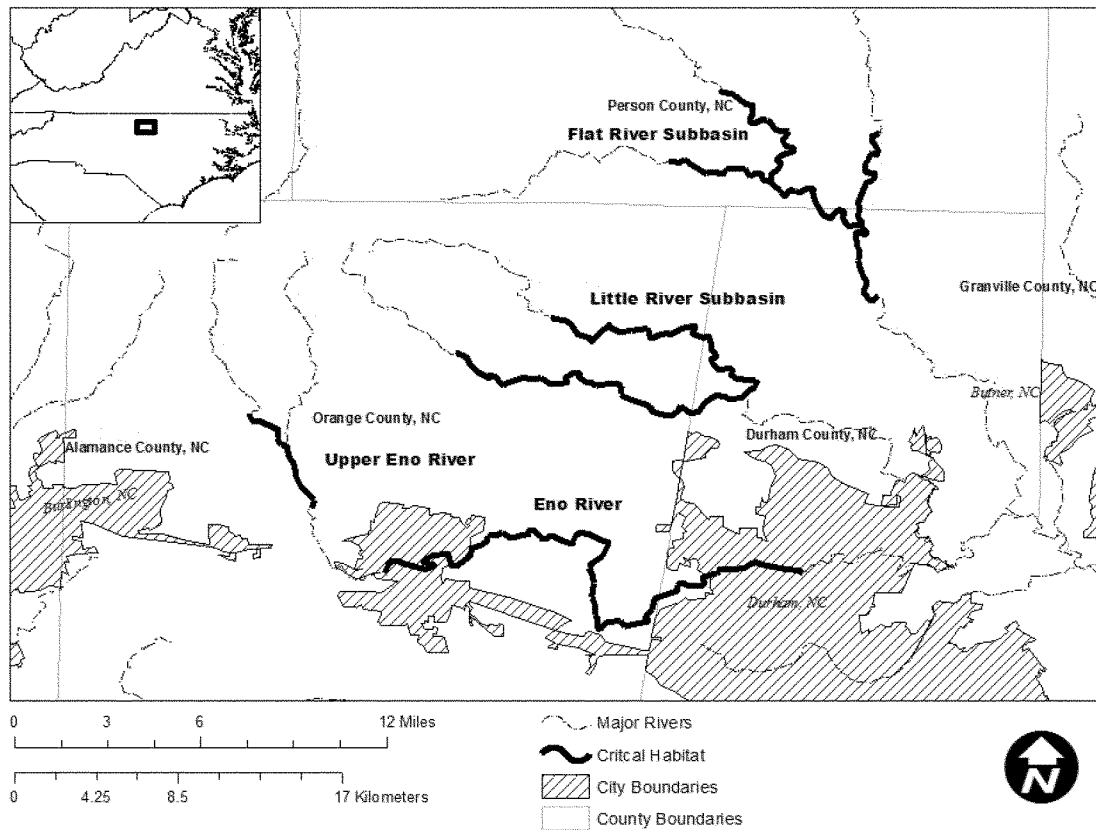 Person County, NC
Flat River Subbasin
Little River Subbasin
Granville County, NC
Butner, NC
Orange County, NC
Durham County, NC
Alamance County, NC
Upper Eno River
Burlington, NC
Eno River
Durham, NC
0 3 6 12 Miles
0 4.25 8.5 17 Kilometers
Major Rivers
Critcal Habitat
City Boundaries
County Boundaries
N